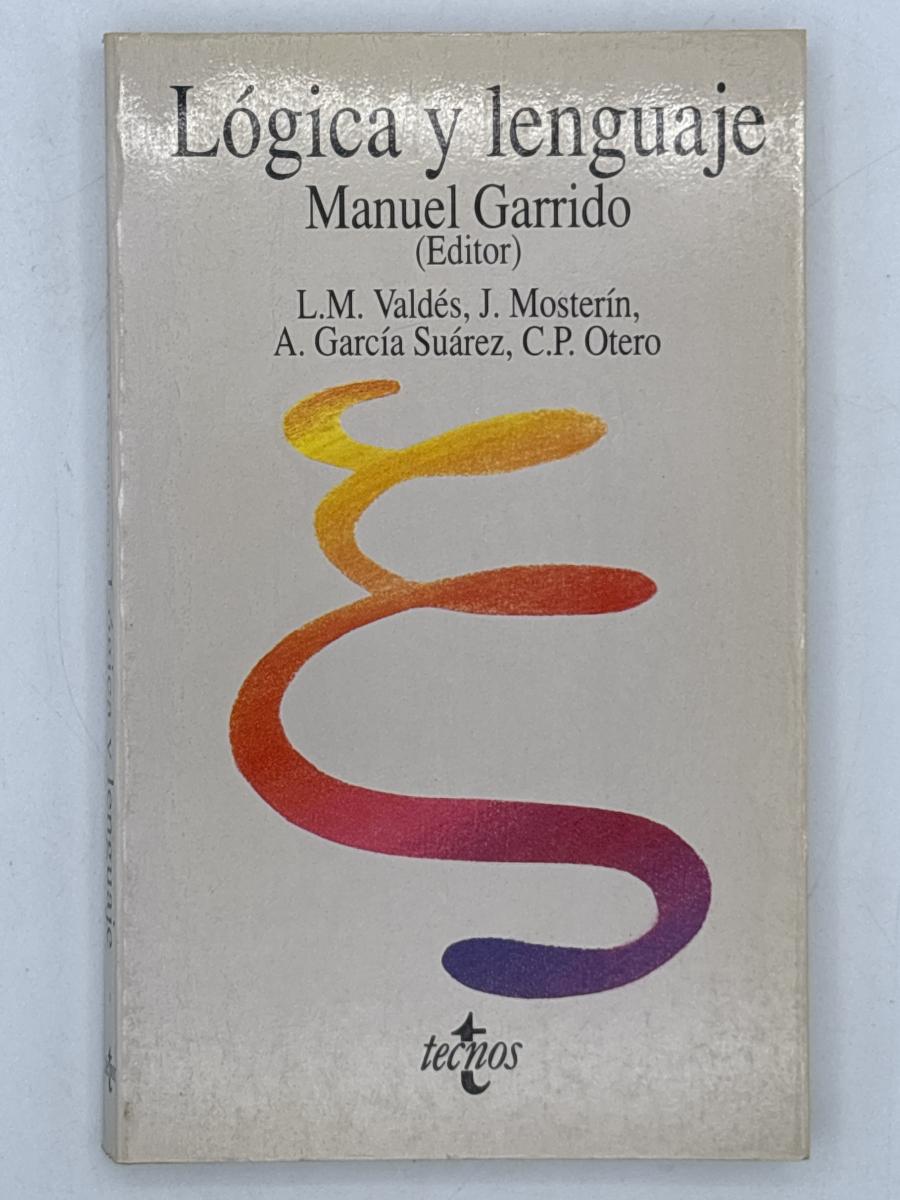 Lógica y lenguaje
Manuel Garrido
(Editor)
L.M. Valdés, J. Mosterín,
A. García Suárez, C.P. Otero
ξ
tecnos
Lógica y lenguaje